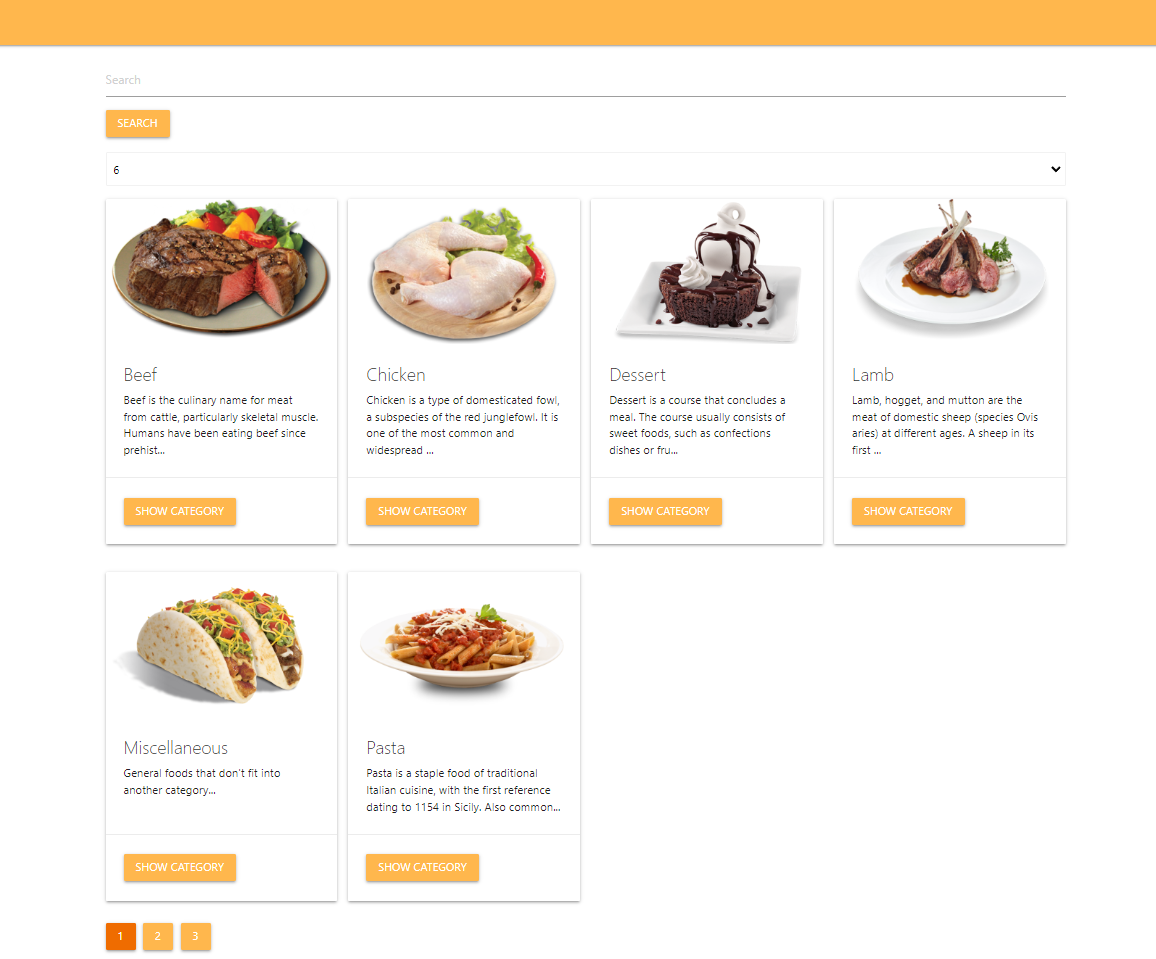 Search
SEARCH
6
Beef
Beef is the culinary name for meat
from cattle, particularly skeletal muscle.
Humans have been eating beef since
prehist...
SHOW CATEGORY
Chicken
Chicken is a type of domesticated fowl,
a subspecies of the red junglefowl. It is
one of the most common and
widespread ...
SHOW CATEGORY
Dessert
Dessert is a course that concludes a
meal. The course usually consists of
sweet foods, such as confections
dishes or fru...
SHOW CATEGORY
Lamb
Lamb, hogget, and mutton are the
meat of domestic sheep (species Ovis
aries) at different ages. A sheep in its
first ...
SHOW CATEGORY
Miscellaneous
General foods that don't fit into
another category...
SHOW CATEGORY
Pasta
Pasta is a staple food of traditional
Italian cuisine, with the first reference
dating to 1154 in Sicily. Also common...
SHOW CATEGORY
1 2 3